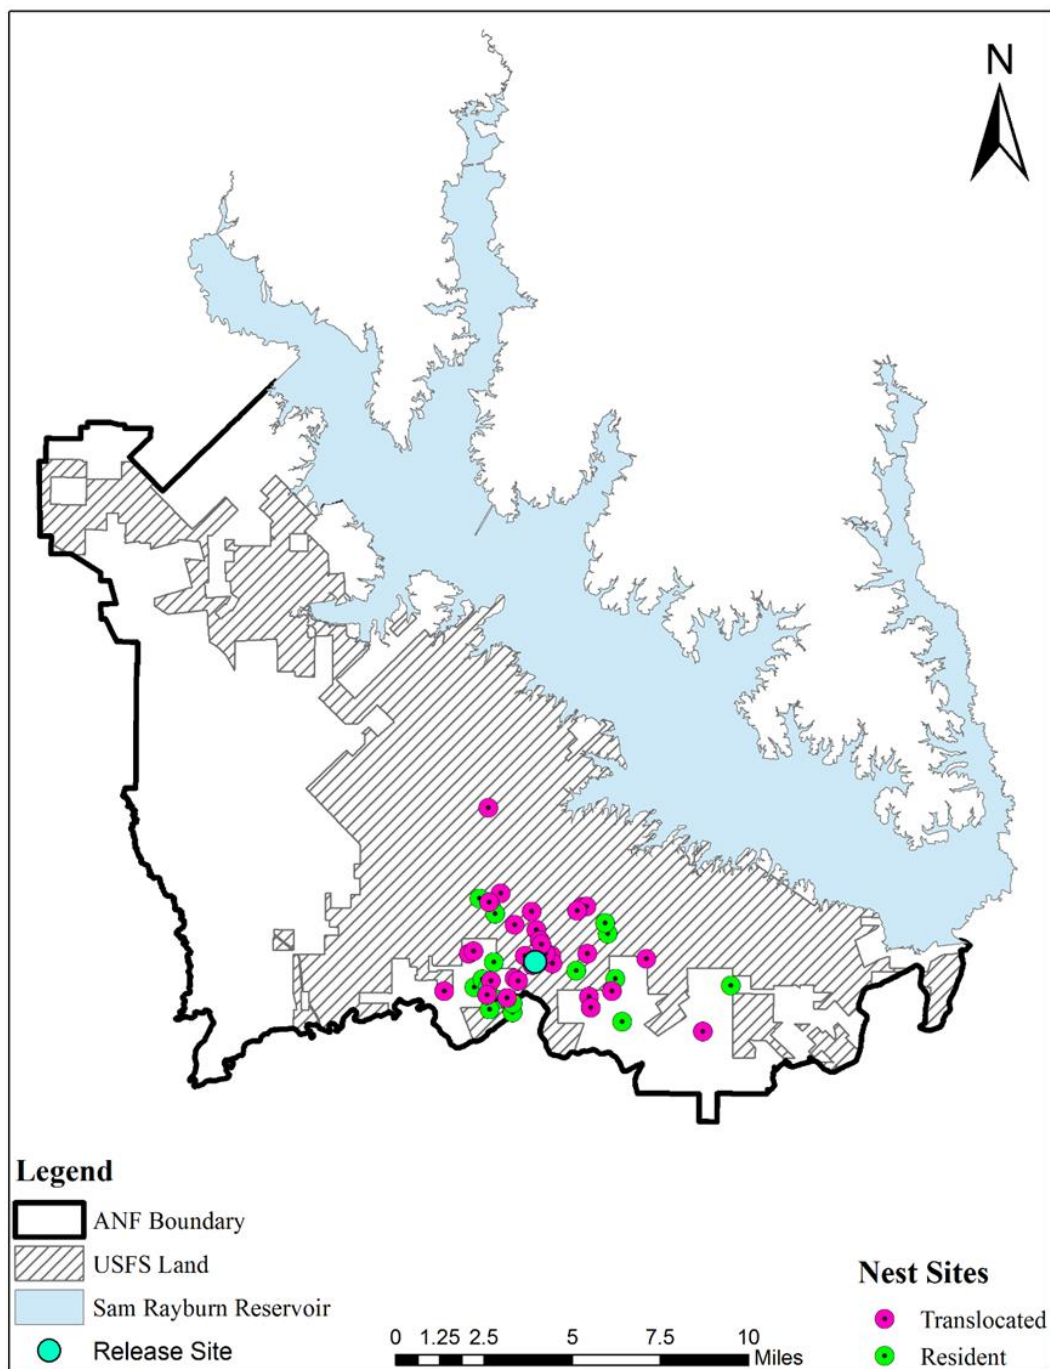 N
Legend
ANF Boundary
USFS Land
Sam Rayburn Reservoir
Release Site
0 1.25 2.5 5 7.5 10
Miles
Nest Sites
Translocated
Resident